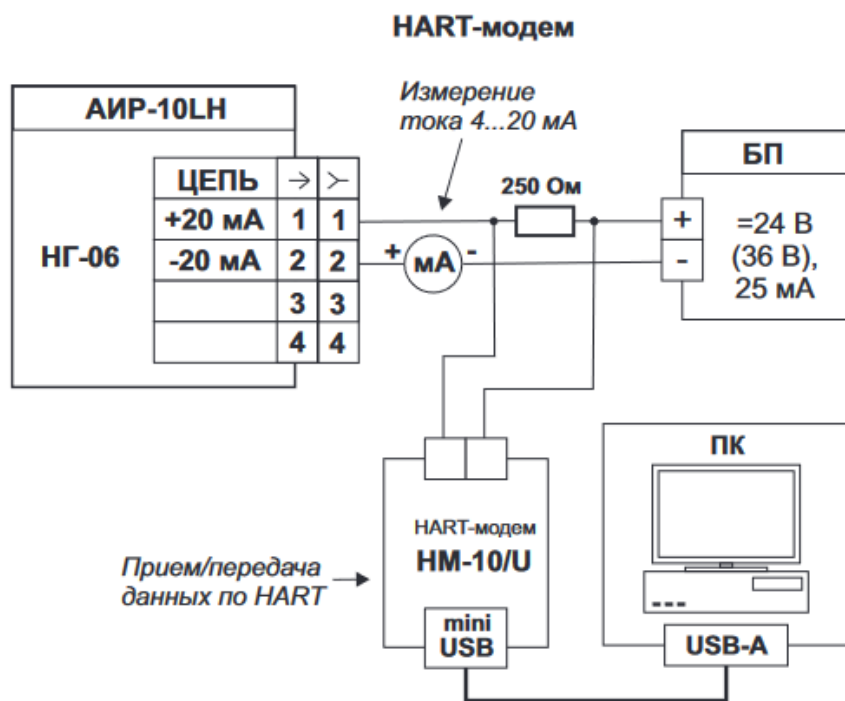 HART-модем
АИР-10LH
НГ-06
ЦЕПЬ
+20 мА 1 1
-20 мА 2 2
3 3
4 4
Измерение
тока 4...20 мА
250 Ом
+ мА -
БП
+
-
=24 В
(36 В),
25 мА
HART-модем
НМ-10/U
mini
USB
Прием/передача
данных по HART
ПК
USB-A